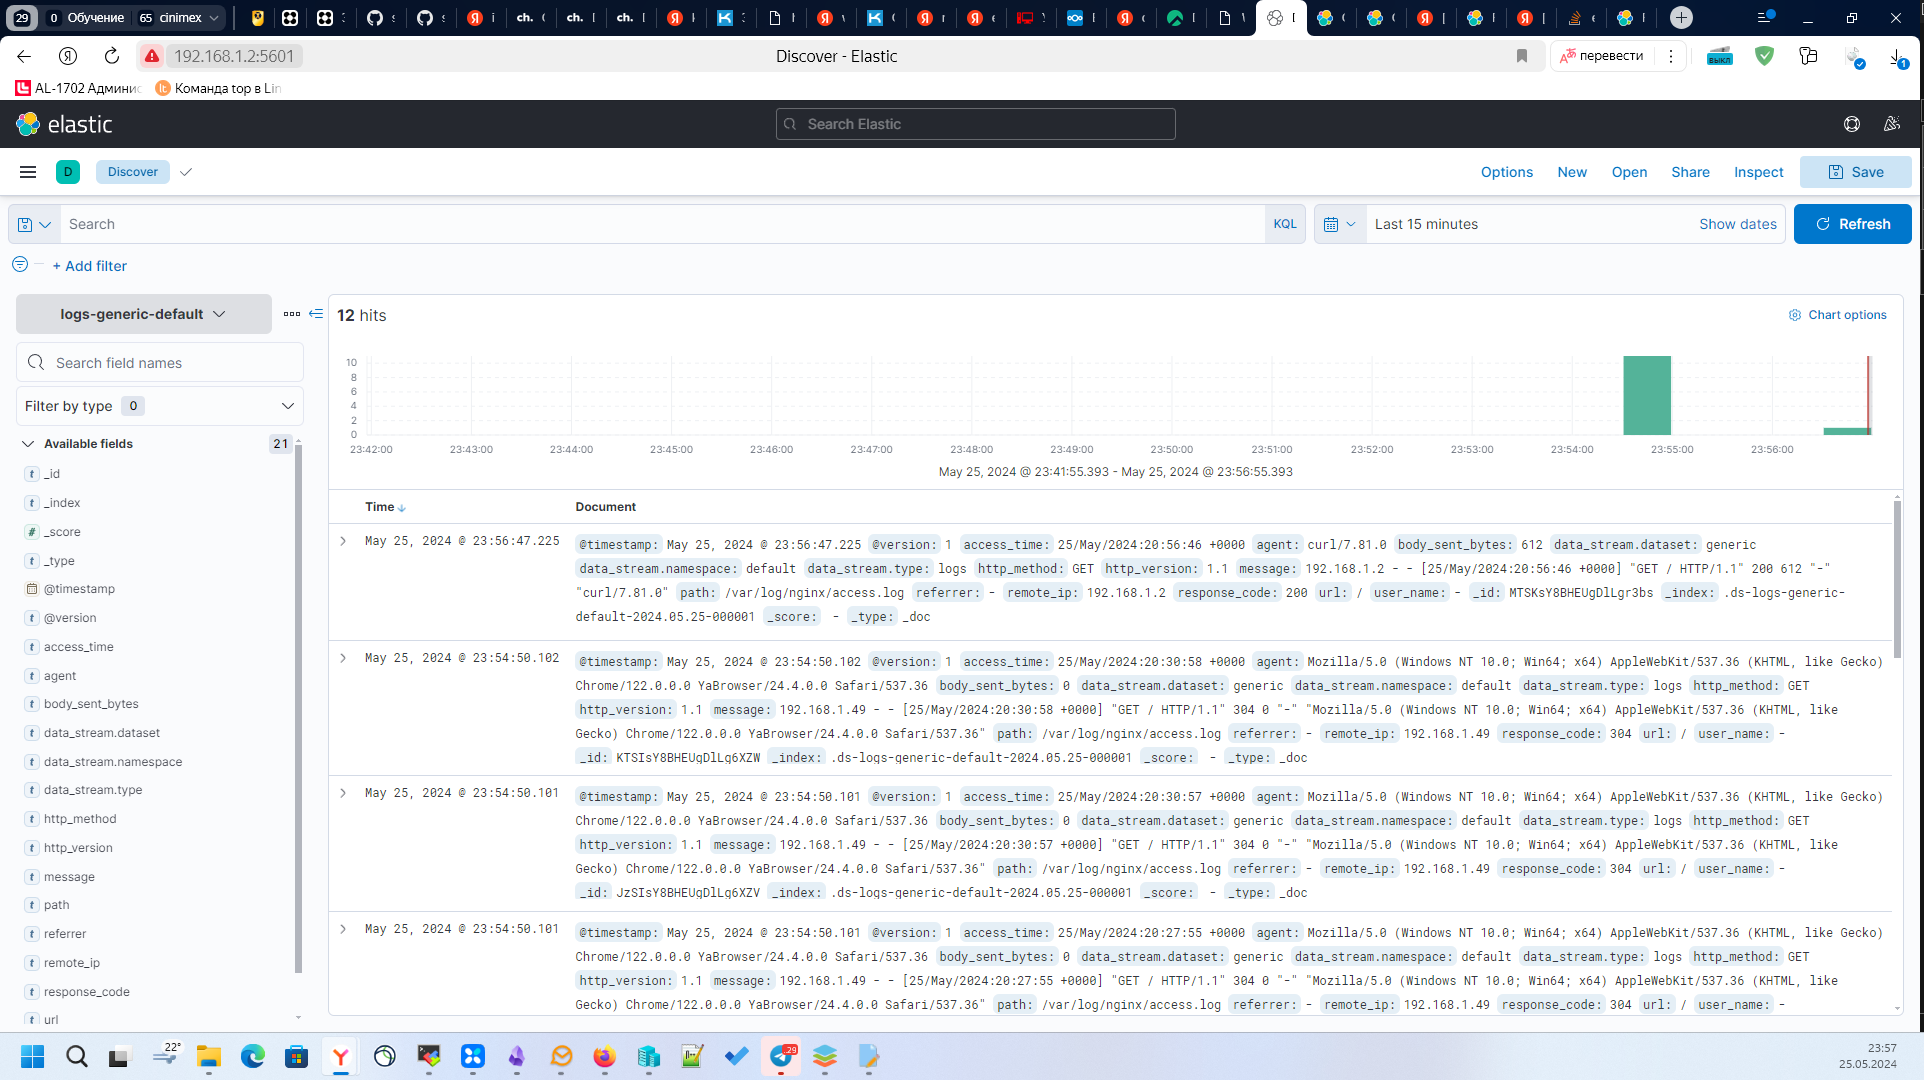 29 0 Обучение 65 cinimex
192.168.1.2:5601 Discover - Elastic перевести
выкл 1
AL-1702 Админис Команда top в Lin
elastic Search Elastic
D Discover Options New Open Share Inspect Save
Search KQL Last 15 minutes Show dates Refresh
+ Add filter
logs-generic-default
Search field names
Filter by type 0
Available fields 21
_id
_index
_score
_type
@timestamp
@version
access_time
agent
body_sent_bytes
data_stream.dataset
data_stream.namespace
data_stream.type
http_method
http_version
message
path
referrer
remote_ip
response_code
url
12 hits Chart options
10
8
6
4
2
0
23:42:00 23:43:00 23:44:00 23:45:00 23:46:00 23:47:00 23:48:00 23:49:00 23:50:00 23:51:00 23:52:00 23:53:00 23:54:00 23:55:00 23:56:00
May 25, 2024 @ 23:41:55.393 - May 25, 2024 @ 23:56:55.393
Time Document
May 25, 2024 @ 23:56:47.225 @timestamp: May 25, 2024 @ 23:56:47.225 @version: 1 access_time: 25/May/2024:20:56:46 +0000 agent: curl/7.81.0 body_sent_bytes: 612 data_stream.dataset: generic
data_stream.namespace: default data_stream.type: logs http_method: GET http_version: 1.1 message: 192.168.1.2 - - [25/May/2024:20:56:46 +0000] "GET / HTTP/1.1" 200 612 "-"
"curl/7.81.0" path: /var/log/nginx/access.log referrer: - remote_ip: 192.168.1.2 response_code: 200 url: / user_name: - _id: MTSKsY8BHEUgDlLgr3bs _index: .ds-logs-generic-
default-2024.05.25-000001 _score: - _type: _doc
May 25, 2024 @ 23:54:50.102 @timestamp: May 25, 2024 @ 23:54:50.102 @version: 1 access_time: 25/May/2024:20:30:58 +0000 agent: Mozilla/5.0 (Windows NT 10.0; Win64; x64) AppleWebKit/537.36 (KHTML, like Gecko)
Chrome/122.0.0.0 YaBrowser/24.4.0.0 Safari/537.36 body_sent_bytes: 0 data_stream.dataset: generic data_stream.namespace: default data_stream.type: logs http_method: GET
http_version: 1.1 message: 192.168.1.49 - - [25/May/2024:20:30:58 +0000] "GET / HTTP/1.1" 304 0 "-" "Mozilla/5.0 (Windows NT 10.0; Win64; x64) AppleWebKit/537.36 (KHTML, like
Gecko) Chrome/122.0.0.0 YaBrowser/24.4.0.0 Safari/537.36" path: /var/log/nginx/access.log referrer: - remote_ip: 192.168.1.49 response_code: 304 url: / user_name: -
_id: KTSIsY8BHEUgDlLg6XZW _index: .ds-logs-generic-default-2024.05.25-000001 _score: - _type: _doc
May 25, 2024 @ 23:54:50.101 @timestamp: May 25, 2024 @ 23:54:50.101 @version: 1 access_time: 25/May/2024:20:30:57 +0000 agent: Mozilla/5.0 (Windows NT 10.0; Win64; x64) AppleWebKit/537.36 (KHTML, like Gecko)
Chrome/122.0.0.0 YaBrowser/24.4.0.0 Safari/537.36 body_sent_bytes: 0 data_stream.dataset: generic data_stream.namespace: default data_stream.type: logs http_method: GET
http_version: 1.1 message: 192.168.1.49 - - [25/May/2024:20:30:57 +0000] "GET / HTTP/1.1" 304 0 "-" "Mozilla/5.0 (Windows NT 10.0; Win64; x64) AppleWebKit/537.36 (KHTML, like
Gecko) Chrome/122.0.0.0 YaBrowser/24.4.0.0 Safari/537.36" path: /var/log/nginx/access.log referrer: - remote_ip: 192.168.1.49 response_code: 304 url: / user_name: -
_id: JzSIsY8BHEUgDlLg6XZV _index: .ds-logs-generic-default-2024.05.25-000001 _score: - _type: _doc
May 25, 2024 @ 23:54:50.101 @timestamp: May 25, 2024 @ 23:54:50.101 @version: 1 access_time: 25/May/2024:20:27:55 +0000 agent: Mozilla/5.0 (Windows NT 10.0; Win64; x64) AppleWebKit/537.36 (KHTML, like Gecko)
Chrome/122.0.0.0 YaBrowser/24.4.0.0 Safari/537.36 body_sent_bytes: 0 data_stream.dataset: generic data_stream.namespace: default data_stream.type: logs http_method: GET
http_version: 1.1 message: 192.168.1.49 - - [25/May/2024:20:27:55 +0000] "GET / HTTP/1.1" 304 0 "-" "Mozilla/5.0 (Windows NT 10.0; Win64; x64) AppleWebKit/537.36 (KHTML, like
Gecko) Chrome/122.0.0.0 YaBrowser/24.4.0.0 Safari/537.36" path: /var/log/nginx/access.log referrer: - remote_ip: 192.168.1.49 response_code: 304 url: / user_name: -
22°
29
23:57
25.05.2024